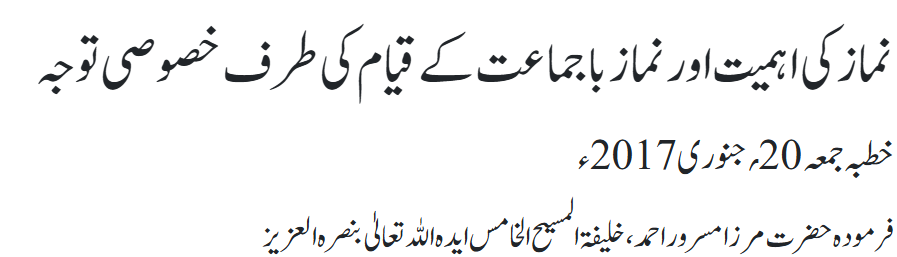 نماز کی اہمیت اور نماز باجماعت کے قیام کی طرف خصوصی توجہ
خطبہ جمعہ 20؍ جنوری 2017ء
فرمودہ حضرت مرزا مسرور احمد، خلیفۃ المسیح الخامس ایدہ اللہ تعالیٰ بنصرہ العزیز